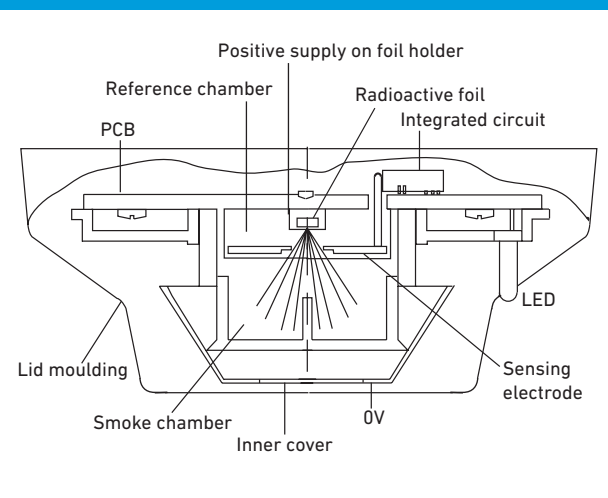 Positive supply on foil holder
Reference chamber
Radioactive foil
Integrated circuit
PCB
LED
Lid moulding
Sensing
electrode
Smoke chamber
0V
Inner cover